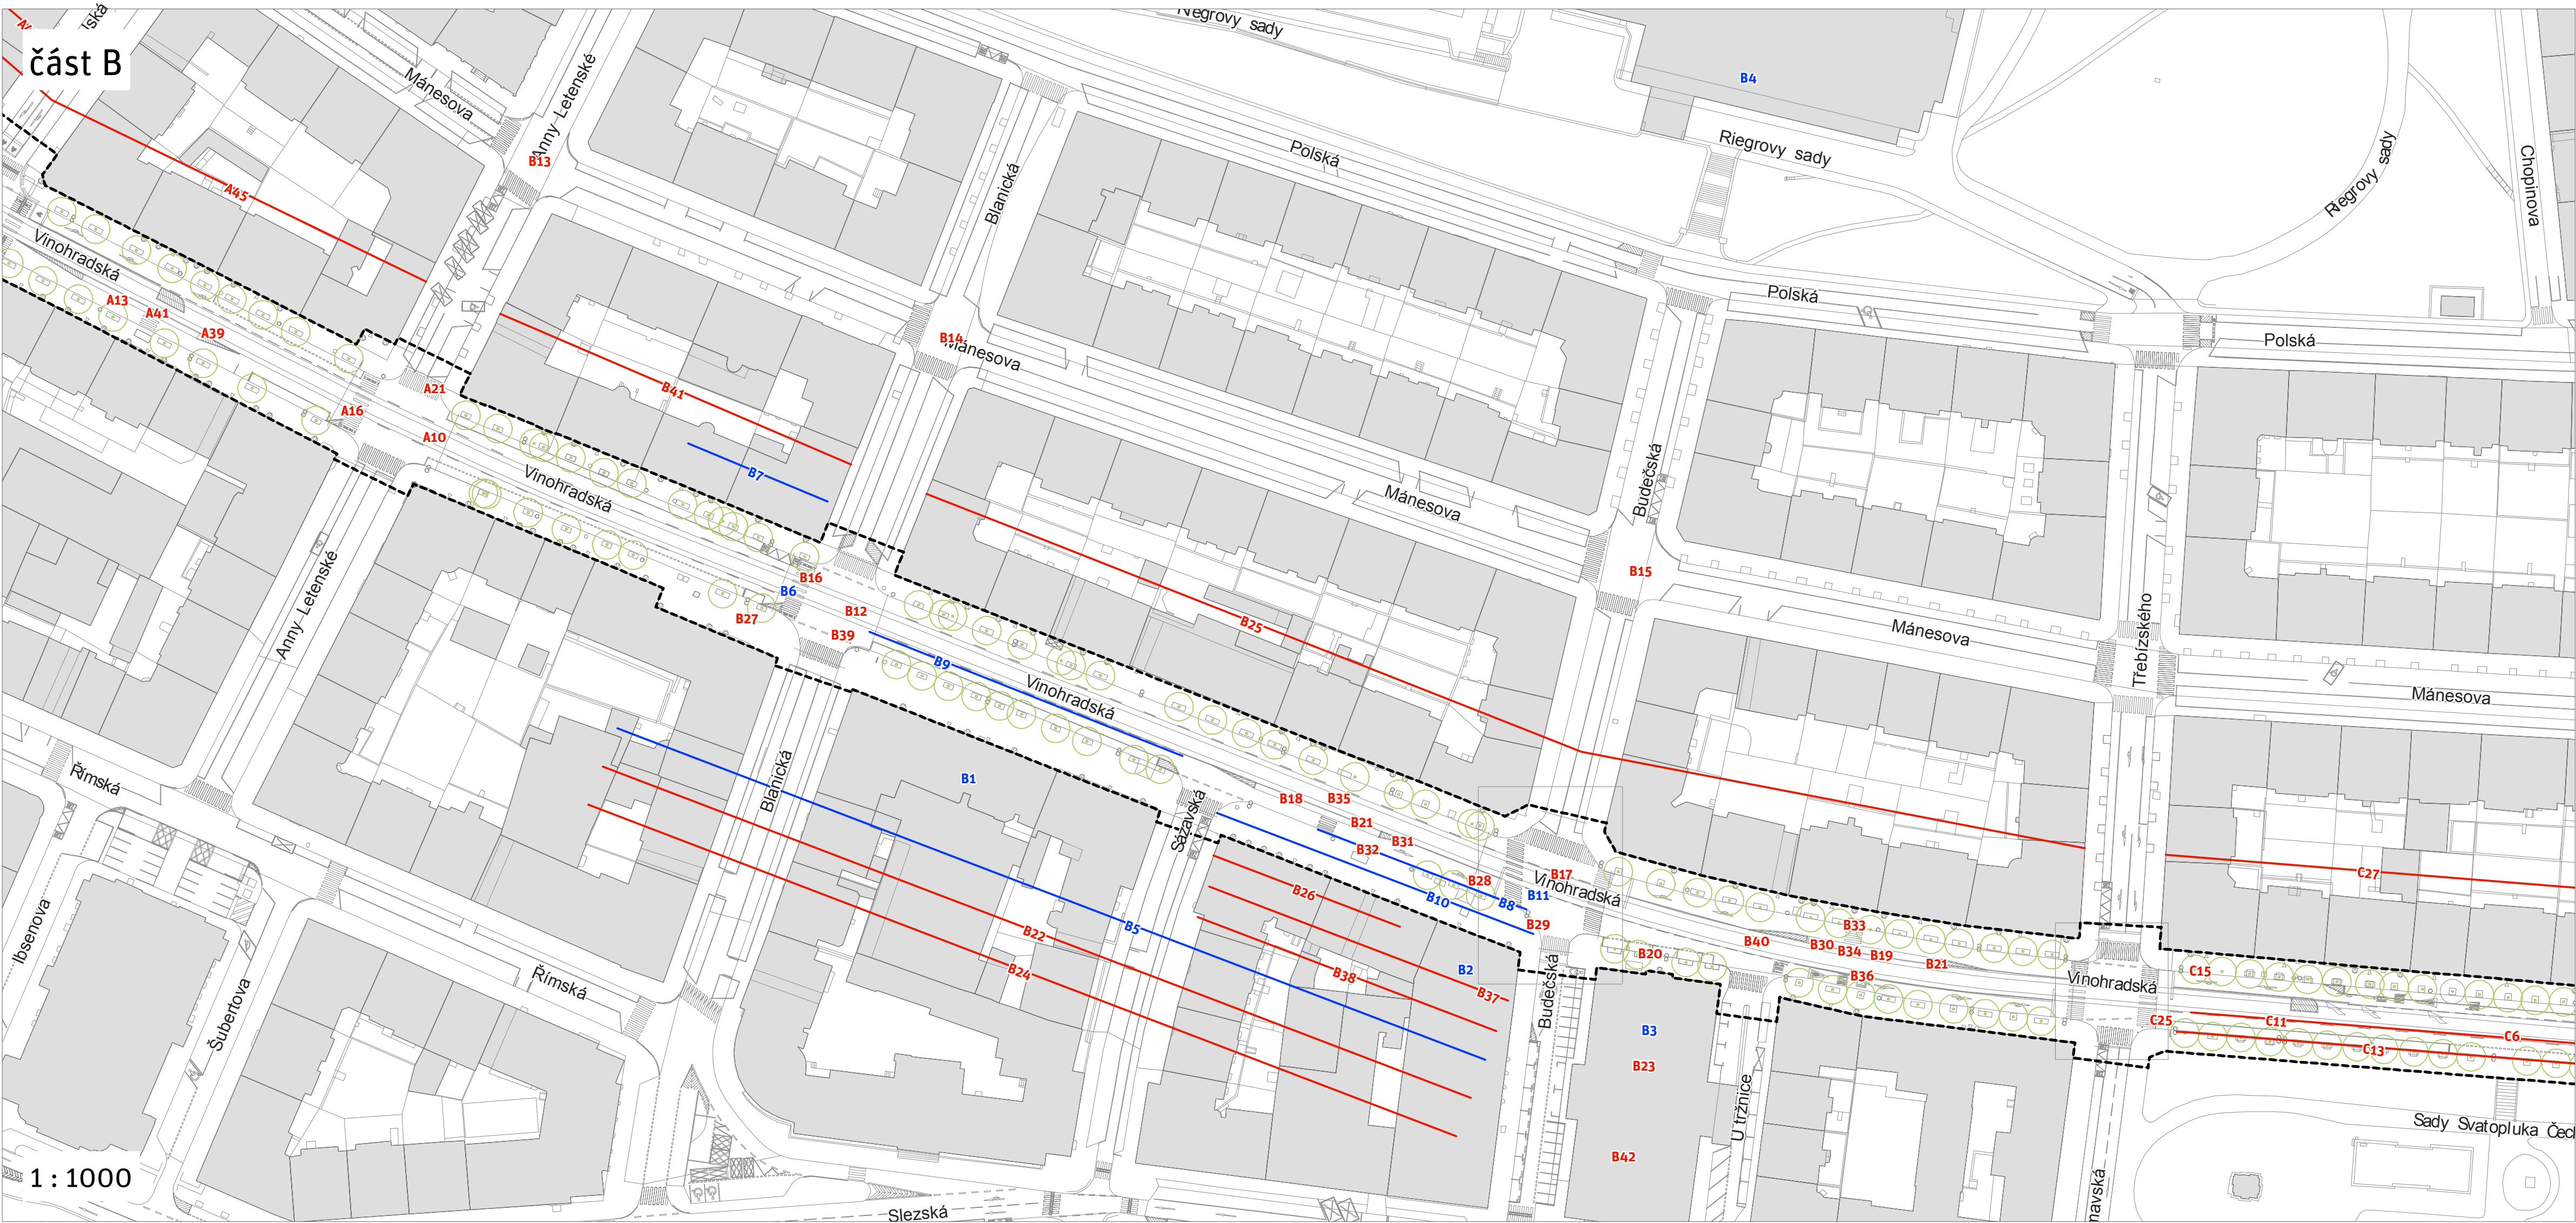 část B
Mánesova
Anny Letenské
Riegrovy sady
B4
Riegrovy sady
Riegrovy sady
Chopinova
Polská
Blanická
B13
A45
Vinohradská
A13
A41
A39
B14
Mánesova
Polská
Polská
A21
A16
A10
B41
B7
Vinohradská
Mánesova
Budečská
B15
Mánesova
Třebízského
Mánesova
Anny Letenské
B16
B6
B27
B12
B39
B9
Vinohradská
B25
Římská
Blanická
B1
Sázavská
B18
B35
B21
B31
B32
B28
B17
Vinohradská
B11
B8
B10
B29
B26
C27
Ibsenova
Šubertova
Římská
B22
B5
B24
B38
B2
B37
Budečská
B20
B40
B33
B30
B34
B19
B21
B36
Vinohradská
C15
C25
C11
C6
C13
B3
B23
B42
U tržnice
Sady Svatopluka Čech
Slezská
1 : 1000